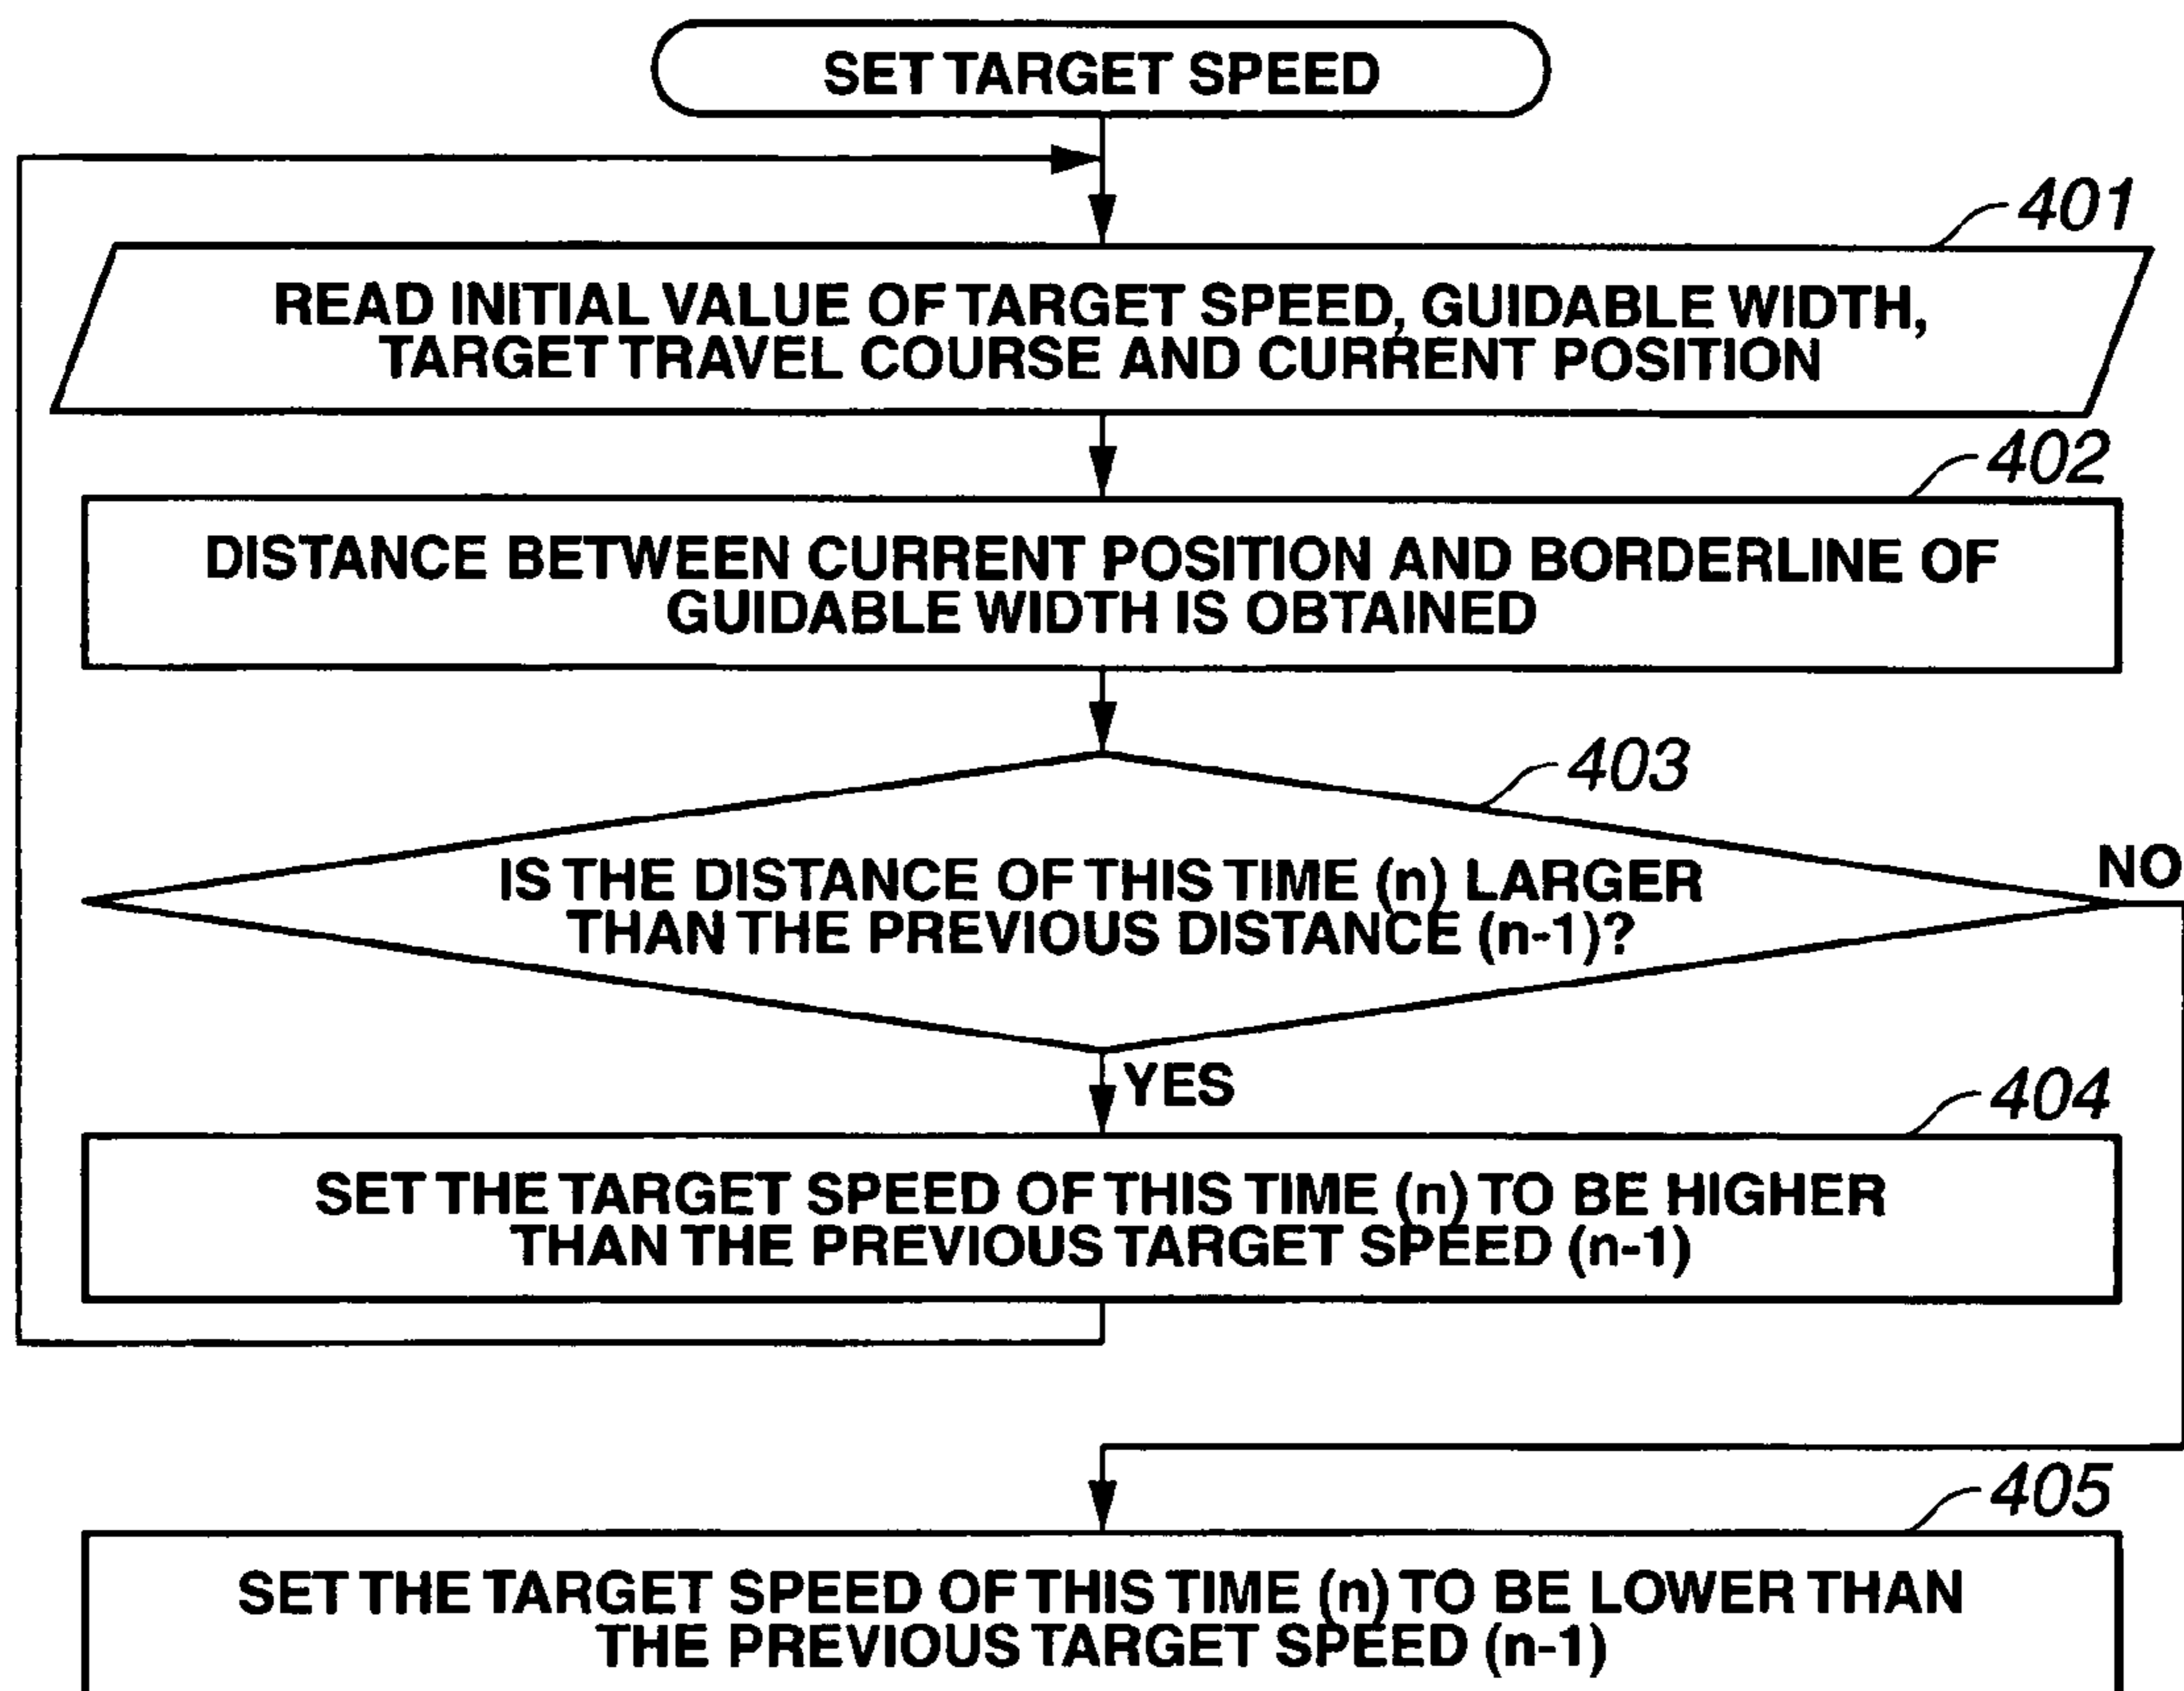 SET TARGET SPEED
401
READ INITIAL VALUE OF TARGET SPEED, GUIDABLE WIDTH,
TARGET TRAVEL COURSE AND CURRENT POSITION
402
DISTANCE BETWEEN CURRENT POSITION AND BORDERLINE OF
GUIDABLE WIDTH IS OBTAINED
403
IS THE DISTANCE OF THIS TIME (n) LARGER
THAN THE PREVIOUS DISTANCE (n-1)?
NO
YES
404
SET THE TARGET SPEED OF THIS TIME (n) TO BE HIGHER
THAN THE PREVIOUS TARGET SPEED (n-1)
405
SET THE TARGET SPEED OF THIS TIME (n) TO BE LOWER THAN
THE PREVIOUS TARGET SPEED (n-1)